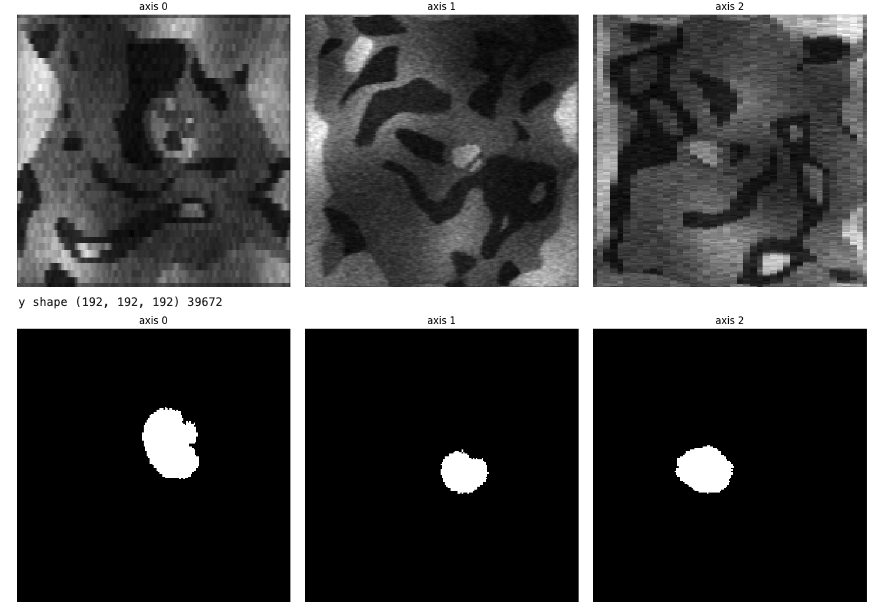 axis 0 axis 1 axis 2
y shape (192, 192, 192) 39672
axis 0 axis 1 axis 2